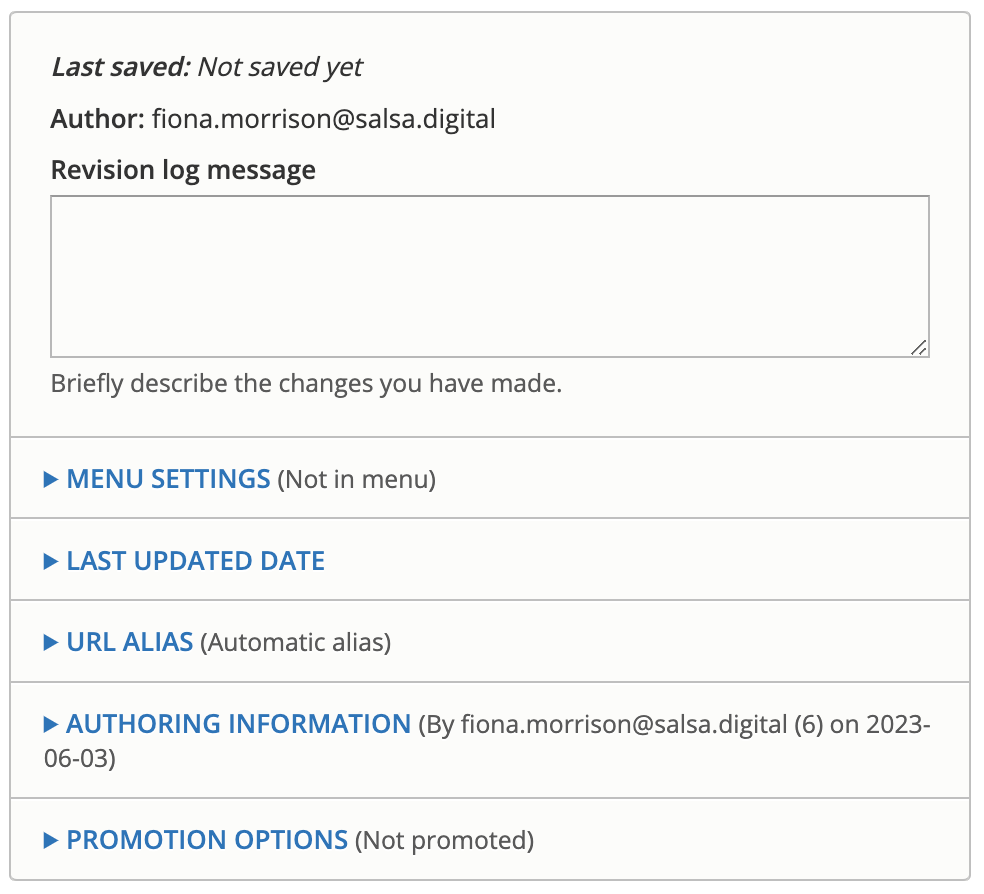 Last saved: Not saved yet
Author: fiona.morrison@salsa.digital
Revision log message
Briefly describe the changes you have made.
MENU SETTINGS (Not in menu)
LAST UPDATED DATE
URL ALIAS (Automatic alias)
AUTHORING INFORMATION (By fiona.morrison@salsa.digital (6) on 2023-
06-03)
PROMOTION OPTIONS (Not promoted)